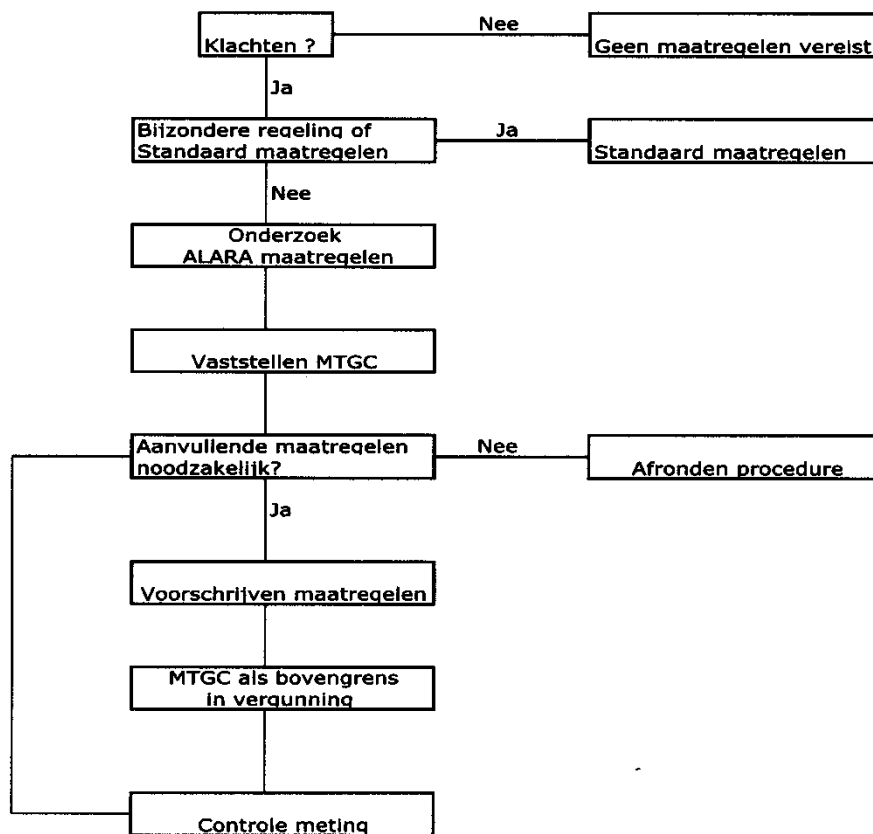 Klachten ?
Nee
Geen maatregelen vereist
Ja
Bijzondere regeling of
Standaard maatregelen
Ja
Standaard maatregelen
Nee
Onderzoek
ALARA maatregelen
Vaststellen MTGC
Aanvullende maatregelen
noodzakelijk?
Nee
Afronden procedure
Ja
Voorschrijven maatregelen
MTGC als bovengrens
in vergunning
Controle meting